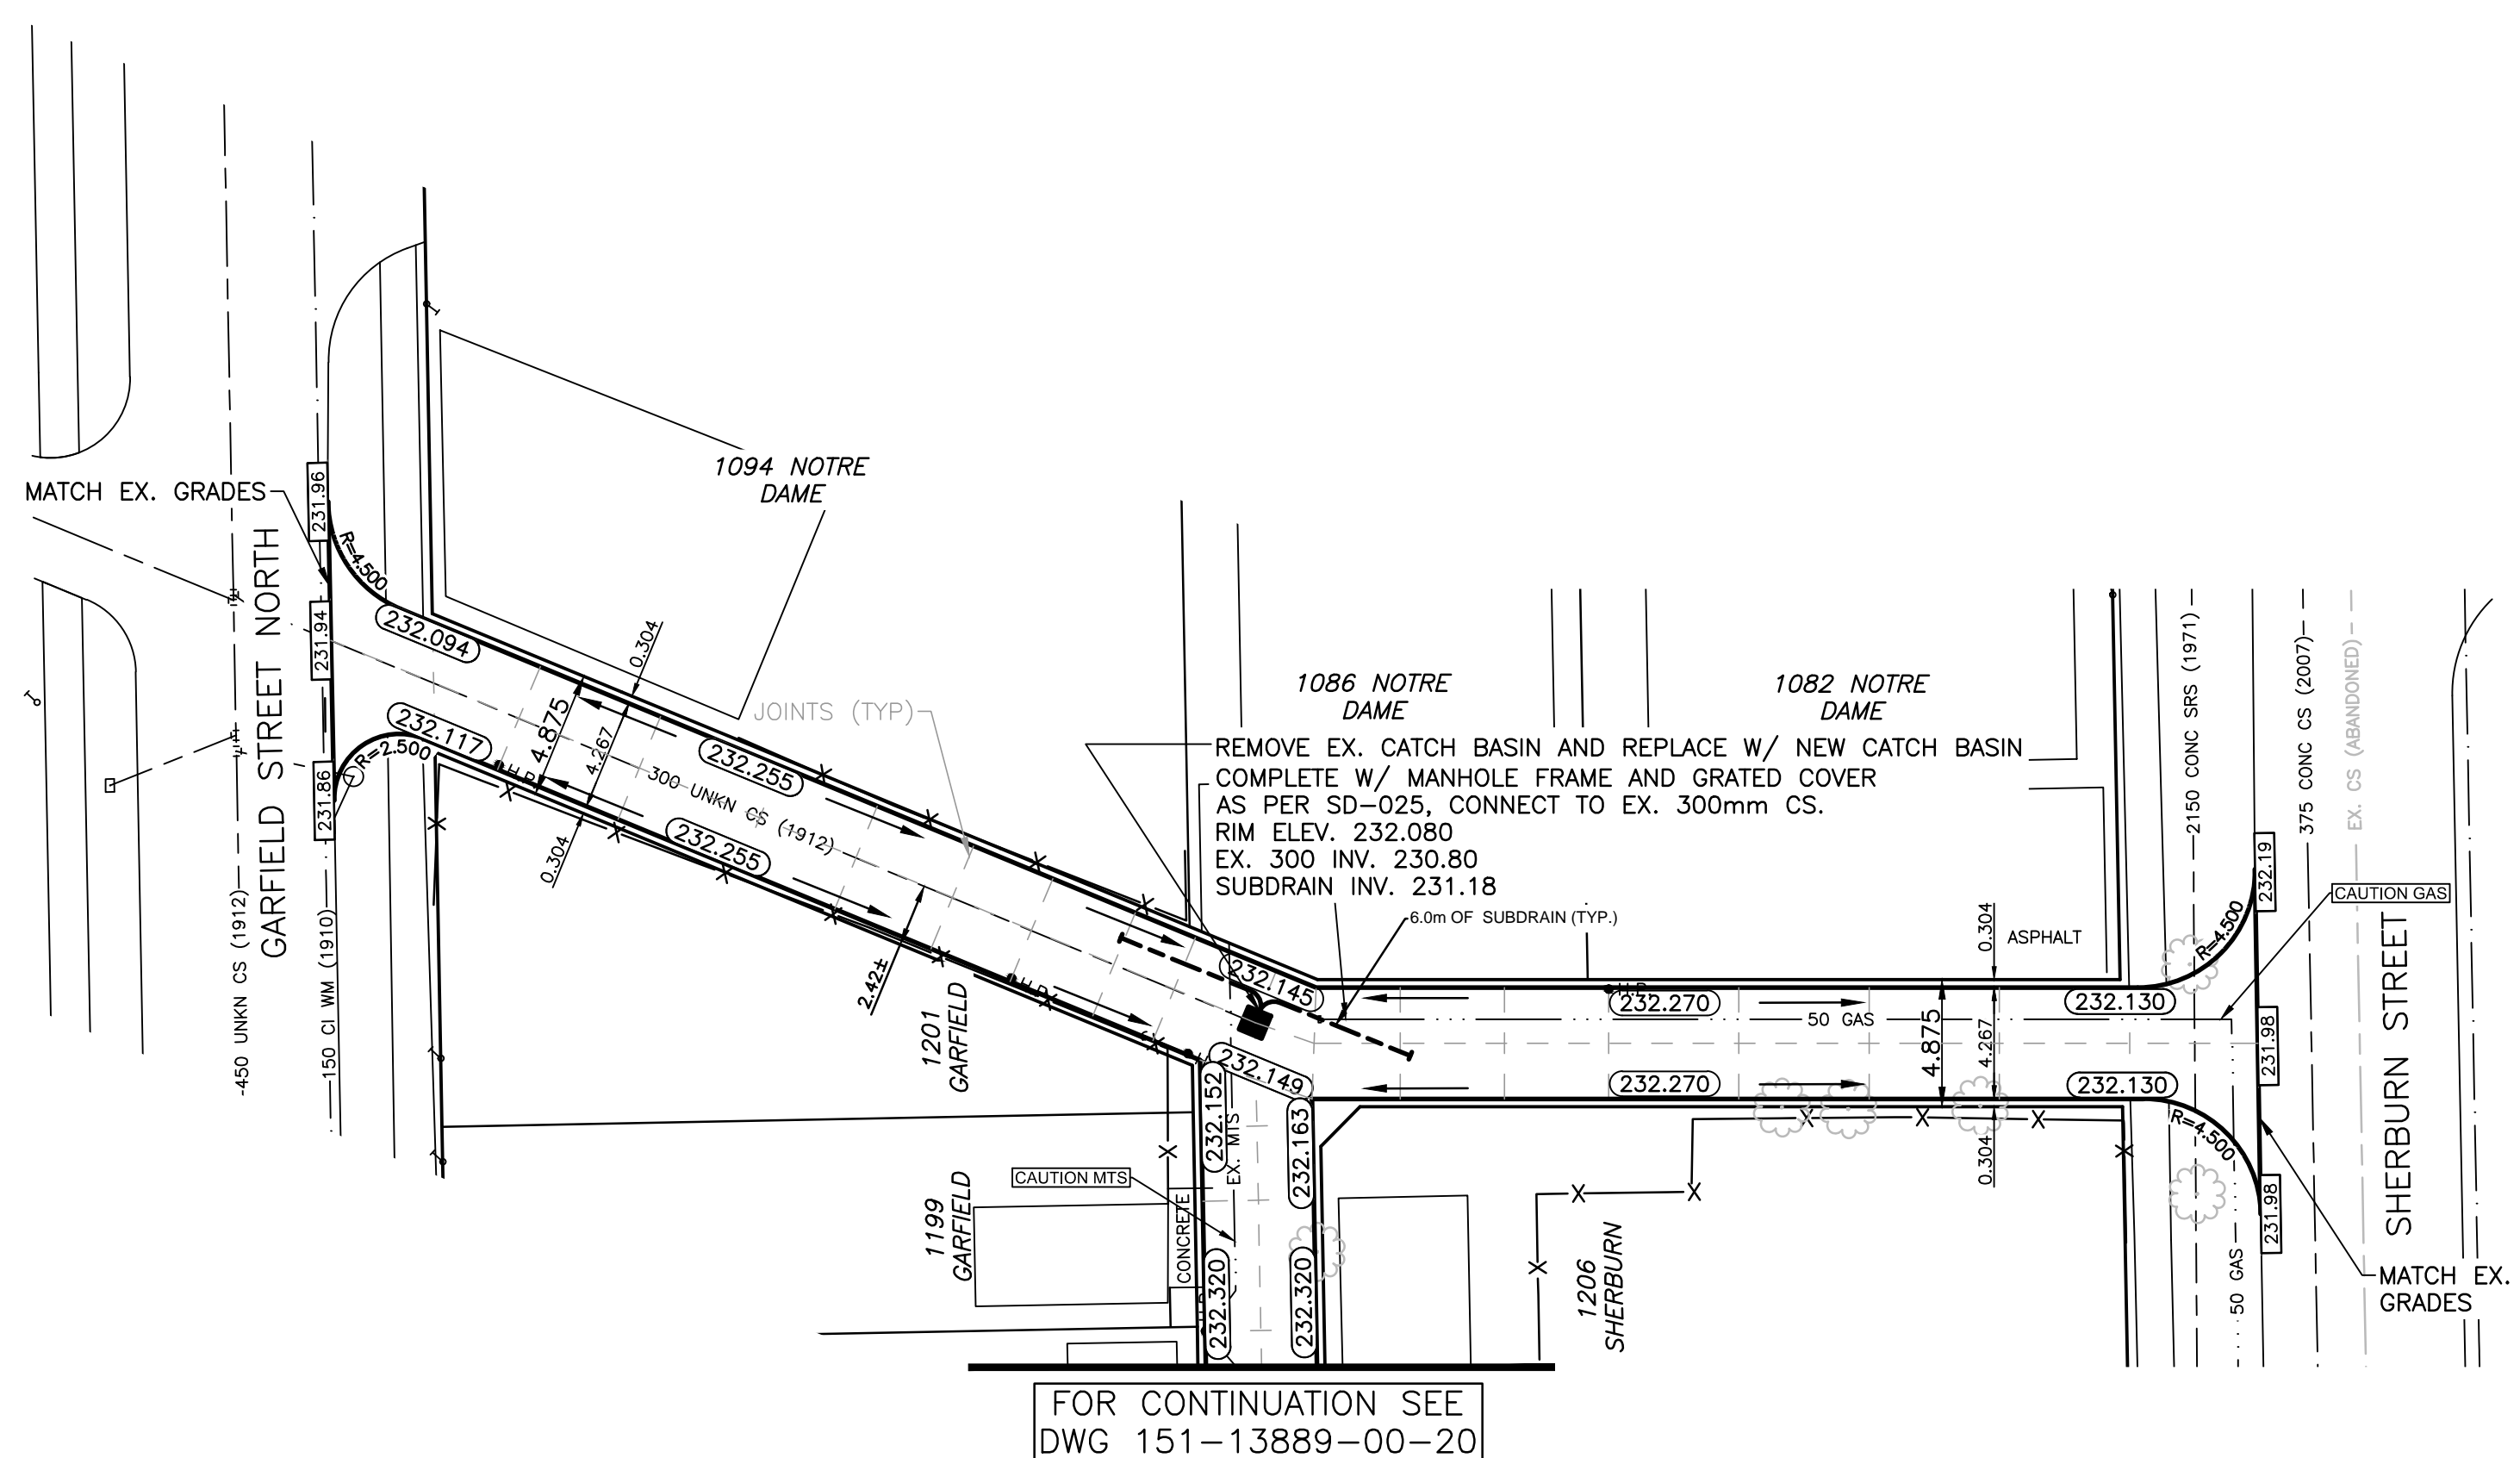 MATCH EX. GRADES
GARFIELD STREET NORTH
450 UNKN CS (1912)
150 CI WM (1910)
231.96
231.94
231.86
R=4.500
R=2.500
232.094
232.117
1094 NOTRE
DAME
0.304
4.875
4.267
0.304
H.P.
232.255
232.255
300 UNKN CS (1912)
JOINTS (TYP)
2.42±
H.P.
1201
GARFIELD
1199
GARFIELD
CONCRETE
CAUTION MTS
EX. MTS
1086 NOTRE
DAME
1082 NOTRE
DAME
REMOVE EX. CATCH BASIN AND REPLACE W/ NEW CATCH BASIN
COMPLETE W/ MANHOLE FRAME AND GRATED COVER
AS PER SD-025, CONNECT TO EX. 300mm CS.
RIM ELEV. 232.080
EX. 300 INV. 230.80
SUBDRAIN INV. 231.18
6.0m OF SUBDRAIN (TYP.)
232.145
232.149
232.152
232.163
232.320
232.320
H.P.
232.270
232.270
50 GAS
0.304
4.875
4.267
0.304
ASPHALT
232.130
232.130
1206
SHERBURN
R=4.500
R=4.500
2150 CONC SRS (1971)
375 CONC CS (2007)
EX. CS (ABANDONED)
232.19
231.98
231.98
CAUTION GAS
SHERBURN STREET
50 GAS
MATCH EX.
GRADES
FOR CONTINUATION SEE
DWG 151-13889-00-20